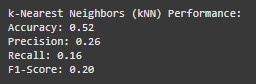 k-Nearest Neighbors (kNN) Performance:
Accuracy: 0.52
Precision: 0.26
Recall: 0.16
F1-Score: 0.20